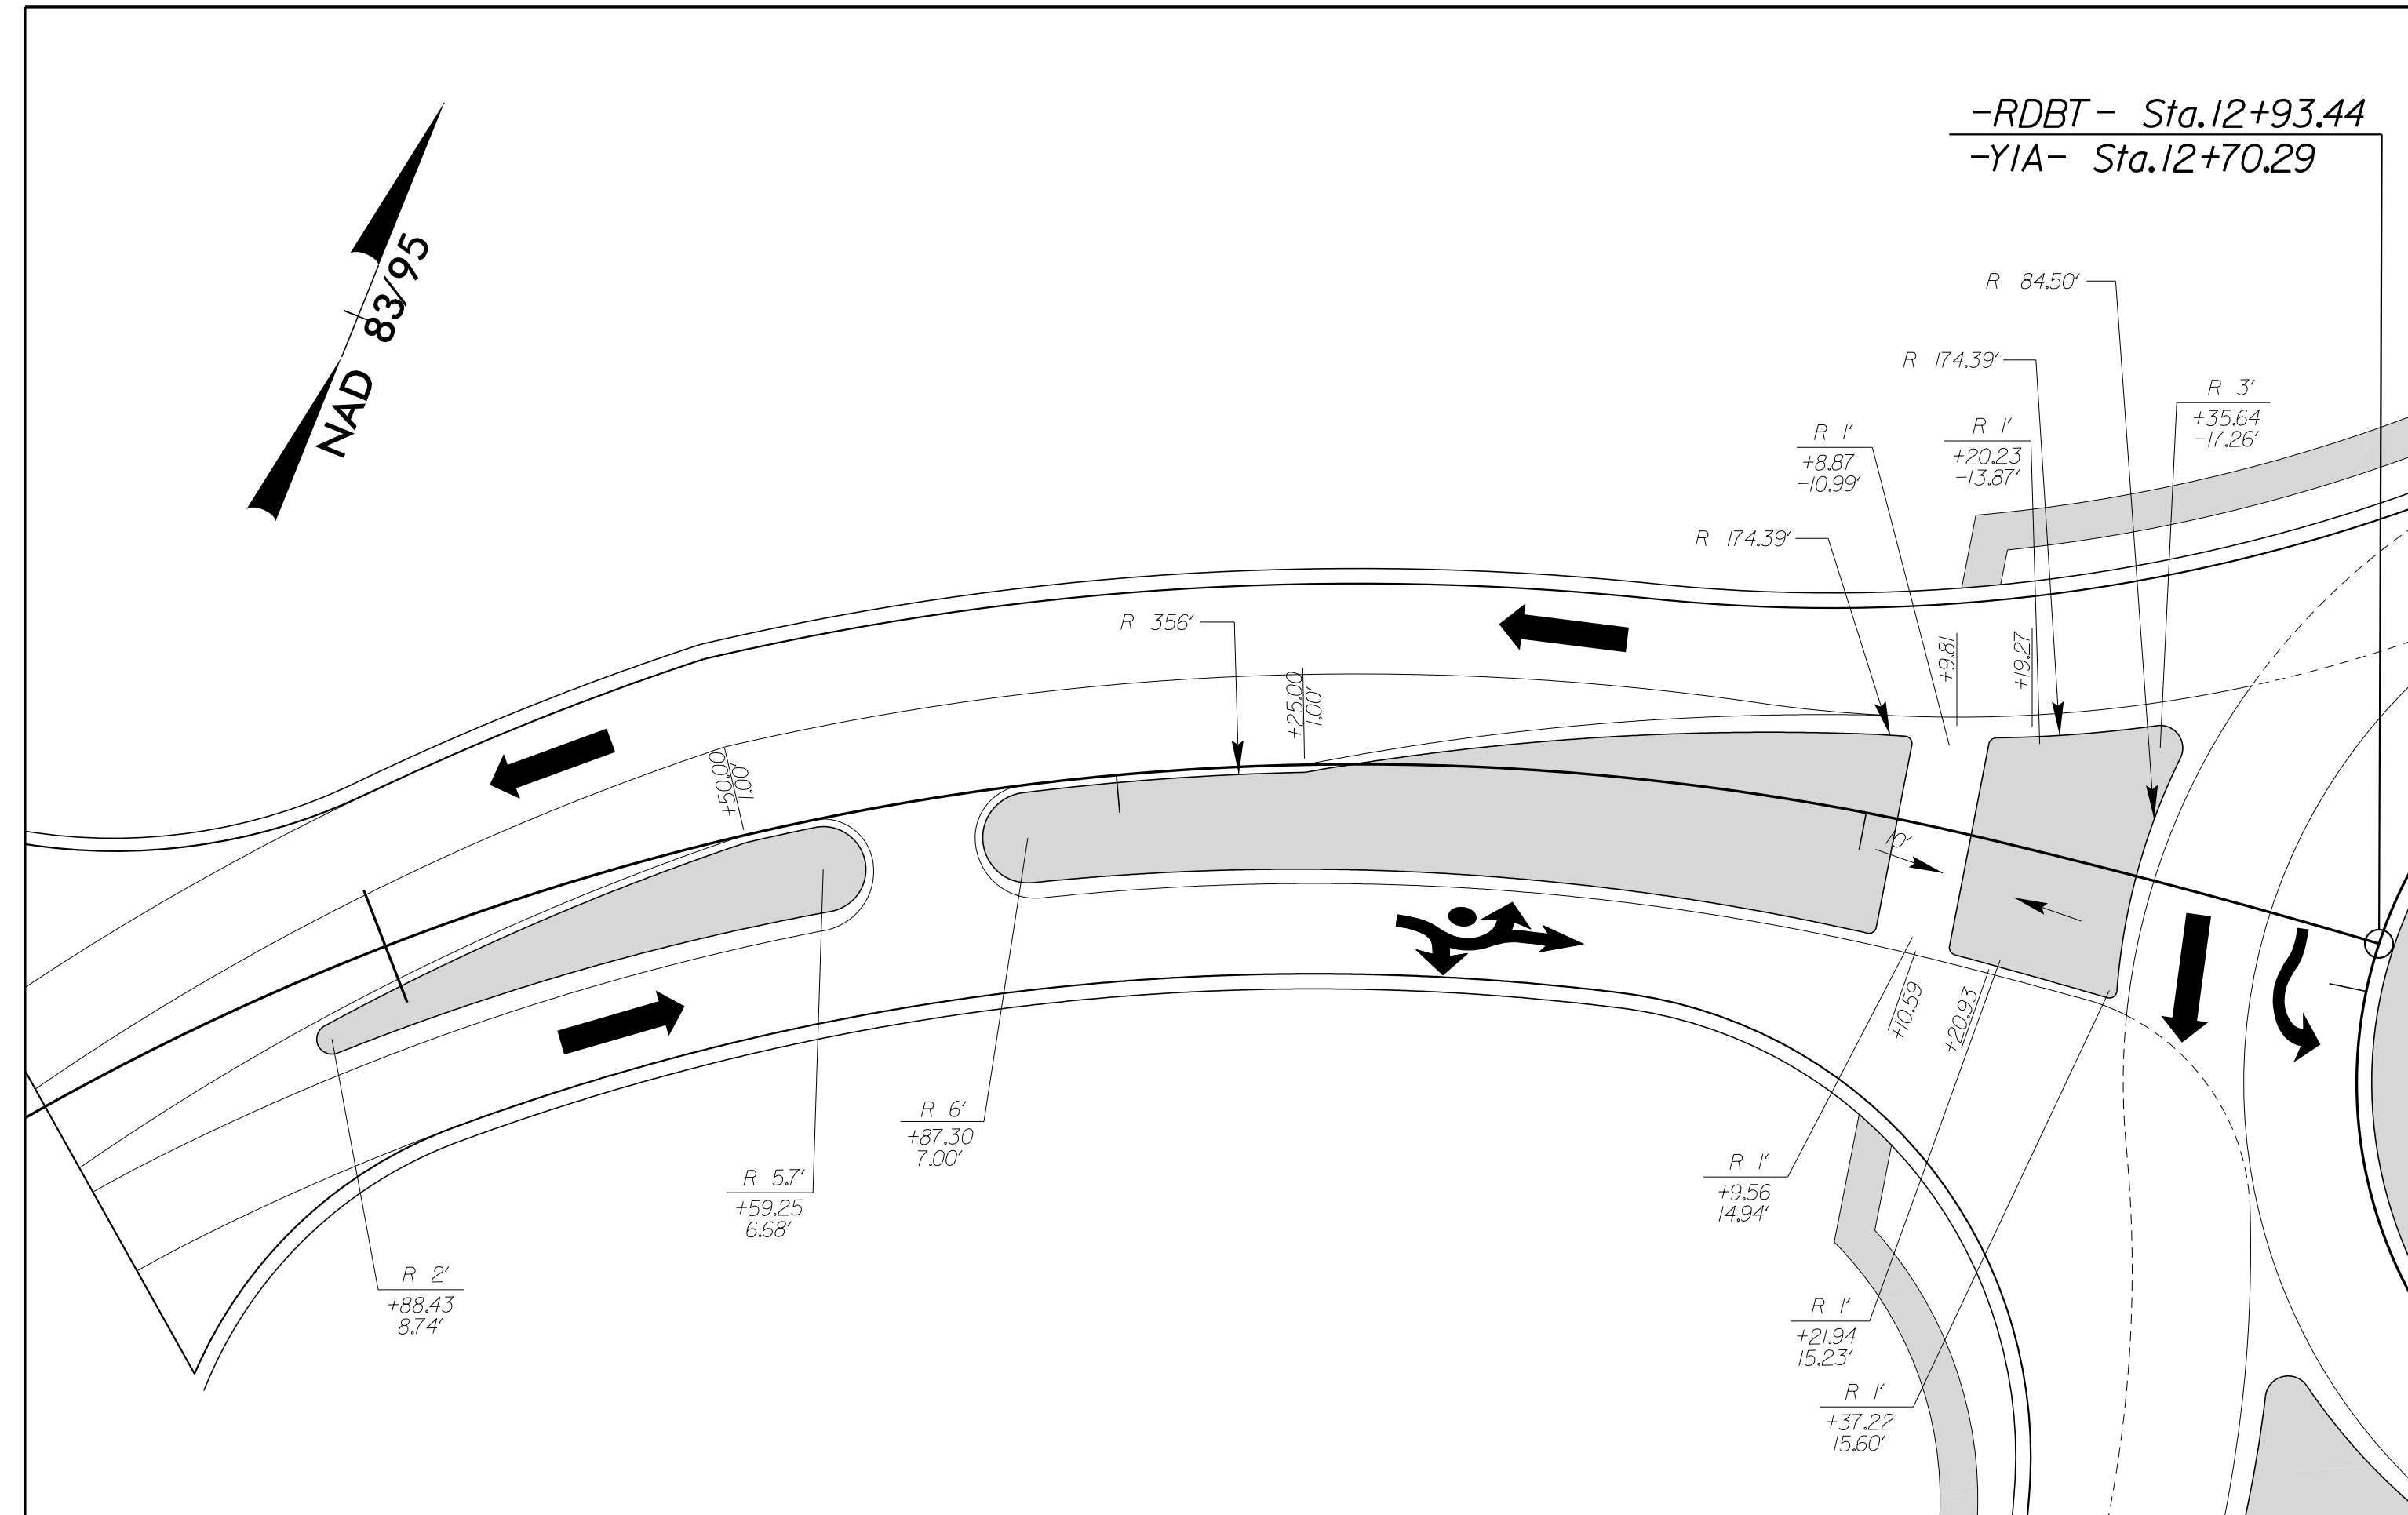 -RDBT- Sta.12+93.44
-Y1A- Sta.12+70.29
NAD 83/95
R 84.50'
R 174.39'
R 3'
+35.64
-17.26'
R 1'
+8.87
-10.99'
R 1'
+20.23
-13.87'
R 174.39'
R 356'
+9.81
+19.27
+25.00
1.00'
+50.00
1.00'
10'
+10.59
+20.93
R 6'
+87.30
7.00'
R 5.7'
+59.25
6.68'
R 1'
+9.56
14.94'
R 2'
+88.43
8.74'
R 1'
+21.94
15.23'
R 1'
+37.22
15.60'